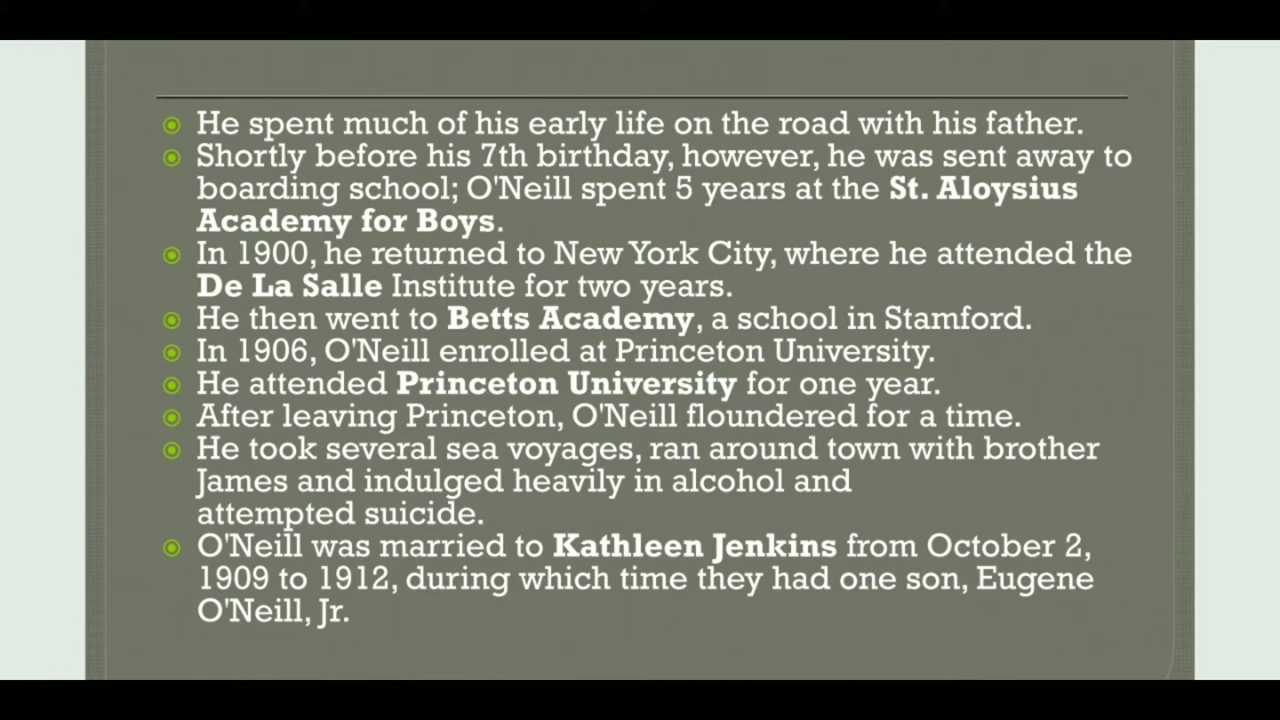 He spent much of his early life on the road with his father.
Shortly before his 7th birthday, however, he was sent away to
boarding school; O'Neill spent 5 years at the St. Aloysius
Academy for Boys.
In 1900, he returned to New York City, where he attended the
De La Salle Institute for two years.
He then went to Betts Academy, a school in Stamford.
In 1906, O'Neill enrolled at Princeton University.
He attended Princeton University for one year.
After leaving Princeton, O'Neill floundered for a time.
He took several sea voyages, ran around town with brother
James and indulged heavily in alcohol and
attempted suicide.
O'Neill was married to Kathleen Jenkins from October 2,
1909 to 1912, during which time they had one son, Eugene
O'Neill, Jr.